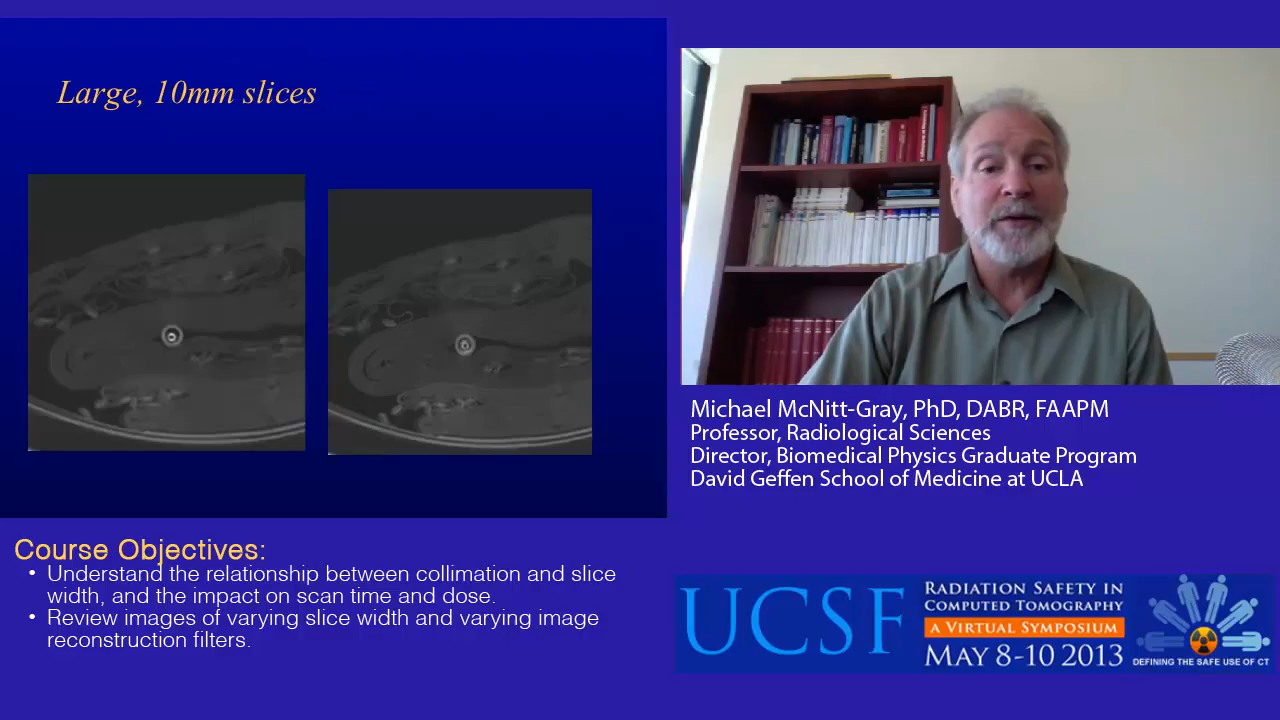 Large, 10mm slices
Michael McNitt-Gray, PhD, DABR, FAAPM
Professor, Radiological Sciences
Director, Biomedical Physics Graduate Program
David Geffen School of Medicine at UCLA
Course Objectives:
• Understand the relationship between collimation and slice
width, and the impact on scan time and dose.
• Review images of varying slice width and varying image
reconstruction filters.
UCSF
RADIATION SAFETY IN
COMPUTED TOMOGRAPHY
A VIRTUAL SYMPOSIUM
MAY 8-10 2013
DEFINING THE SAFE USE OF CT